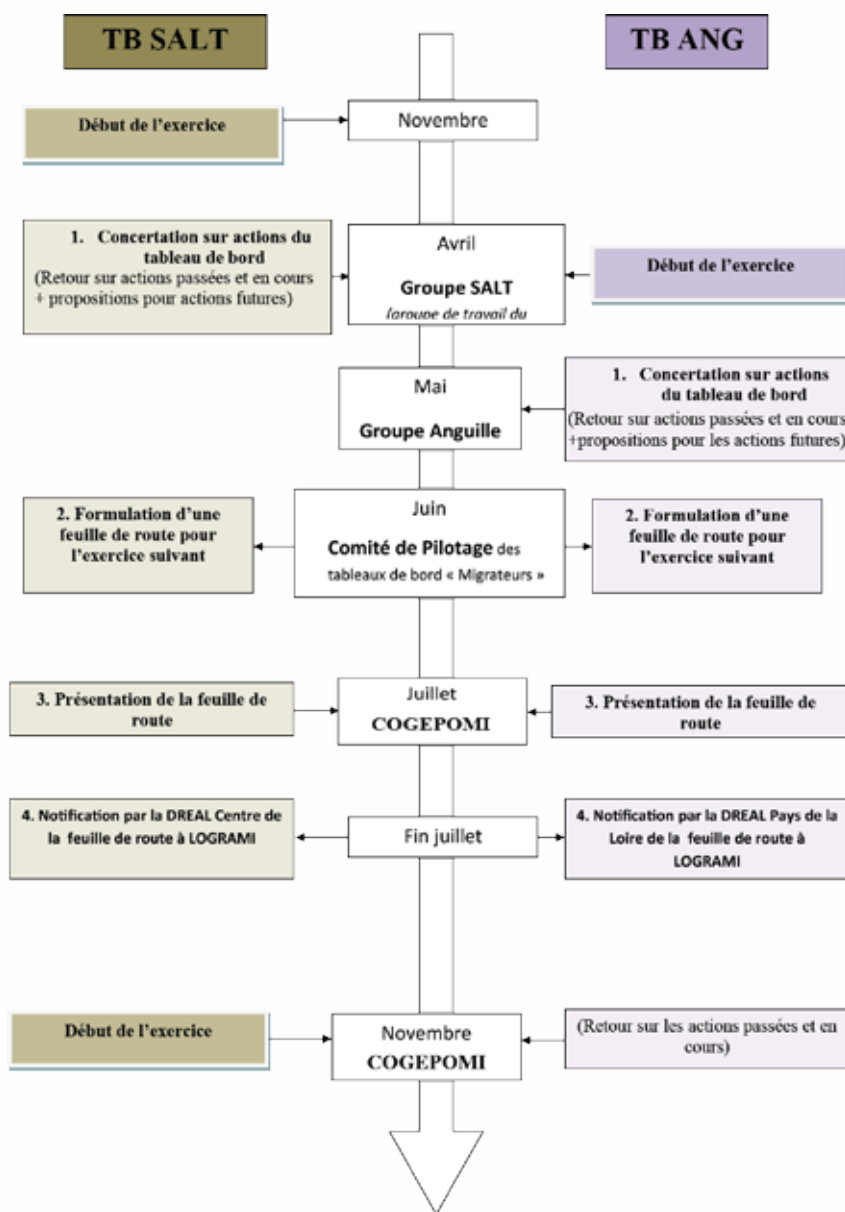 TB SALT
TB ANG
Début de l'exercice
Novembre
1. Concertation sur actions du
tableau de bord
(Retour sur actions passées et en cours
+ propositions pour actions futures)
Avril
Groupe SALT
(groupe de travail du
Début de l'exercice
Mai
Groupe Anguille
1. Concertation sur actions
du tableau de bord
(Retour sur actions passées et en cours
+propositions pour les actions futures)
2. Formulation d'une
feuille de route pour
l'exercice suivant
Juin
Comité de Pilotage des
tableaux de bord « Migrateurs »
2. Formulation d'une
feuille de route pour
l'exercice suivant
3. Présentation de la feuille de
route
Juillet
COGEPOMI
3. Présentation de la feuille de
route
4. Notification par la DREAL Centre de
la feuille de route à LOGRAMI
Fin juillet
4. Notification par la DREAL Pays de la
Loire de la feuille de route à
LOGRAMI
Début de l'exercice
Novembre
COGEPOMI
(Retour sur les actions passées et en
cours)